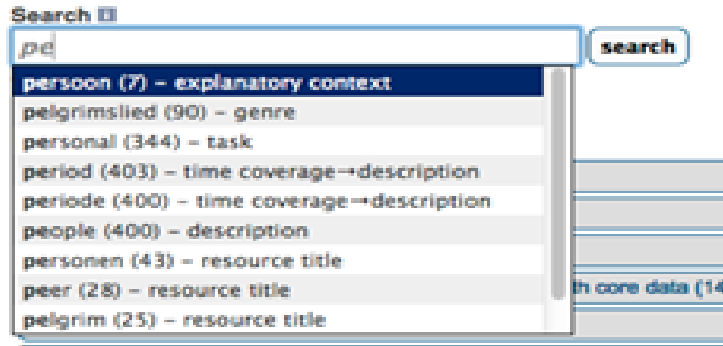 Search
pe
search
persoon (7) – explanatory context
pelgrimslied (90) – genre
personal (344) – task
period (403) – time coverage→description
periode (400) – time coverage→description
people (400) – description
personen (43) – resource title
peer (28) – resource title
th core data (14
pelgrim (25) – resource title